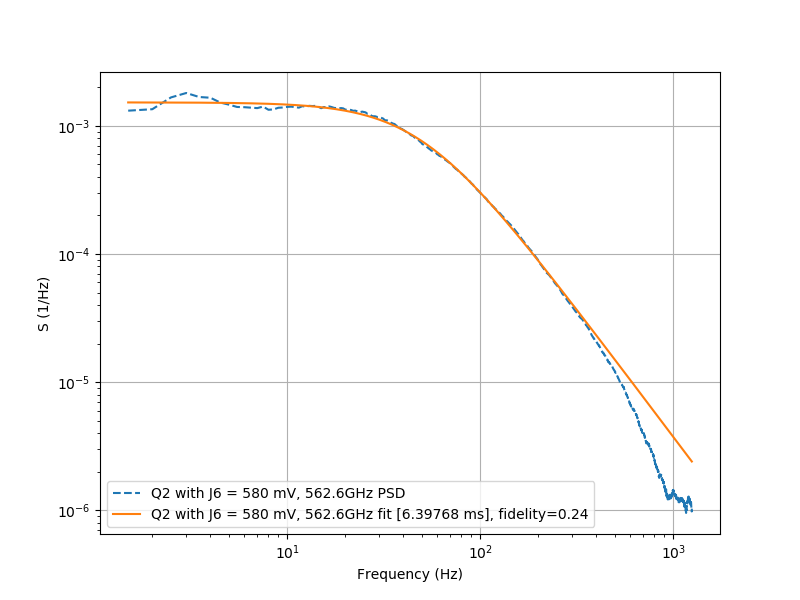 10⁻³
10⁻⁴
10⁻⁵
10⁻⁶
S (1/Hz)
Q2 with J6 = 580 mV, 562.6GHz PSD
Q2 with J6 = 580 mV, 562.6GHz fit [6.39768 ms], fidelity=0.24
10¹ 10² 10³
Frequency (Hz)